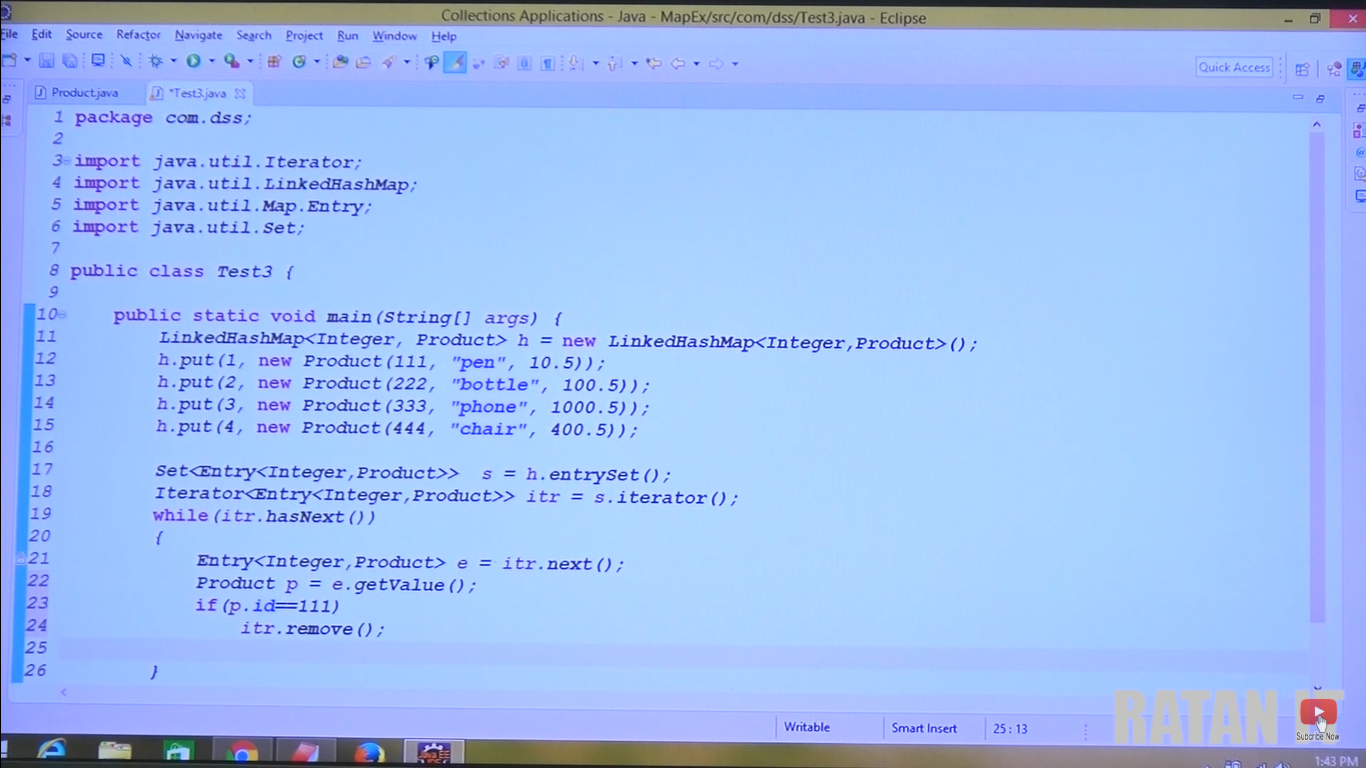 Collections Applications - Java - MapEx/src/com/dss/Test3.java - Eclipse
File Edit Source Refactor Navigate Search Project Run Window Help
Quick Access
Product.java *Test3.java
1 package com.dss;
2
3 import java.util.Iterator;
4 import java.util.LinkedHashMap;
5 import java.util.Map.Entry;
6 import java.util.Set;
7
8 public class Test3 {
9
10 public static void main(String[] args) {
11 LinkedHashMap<Integer, Product> h = new LinkedHashMap<Integer,Product>();
12 h.put(1, new Product(111, "pen", 10.5));
13 h.put(2, new Product(222, "bottle", 100.5));
14 h.put(3, new Product(333, "phone", 1000.5));
15 h.put(4, new Product(444, "chair", 400.5));
16
17 Set<Entry<Integer,Product>> s = h.entrySet();
18 Iterator<Entry<Integer,Product>> itr = s.iterator();
19 while(itr.hasNext())
20 {
21 Entry<Integer,Product> e = itr.next();
22 Product p = e.getValue();
23 if(p.id==111)
24 itr.remove();
25
26 }
Writable Smart Insert 25 : 13
RATAN IT
Subcribe Now
Java EE
IDE
1:43 PM